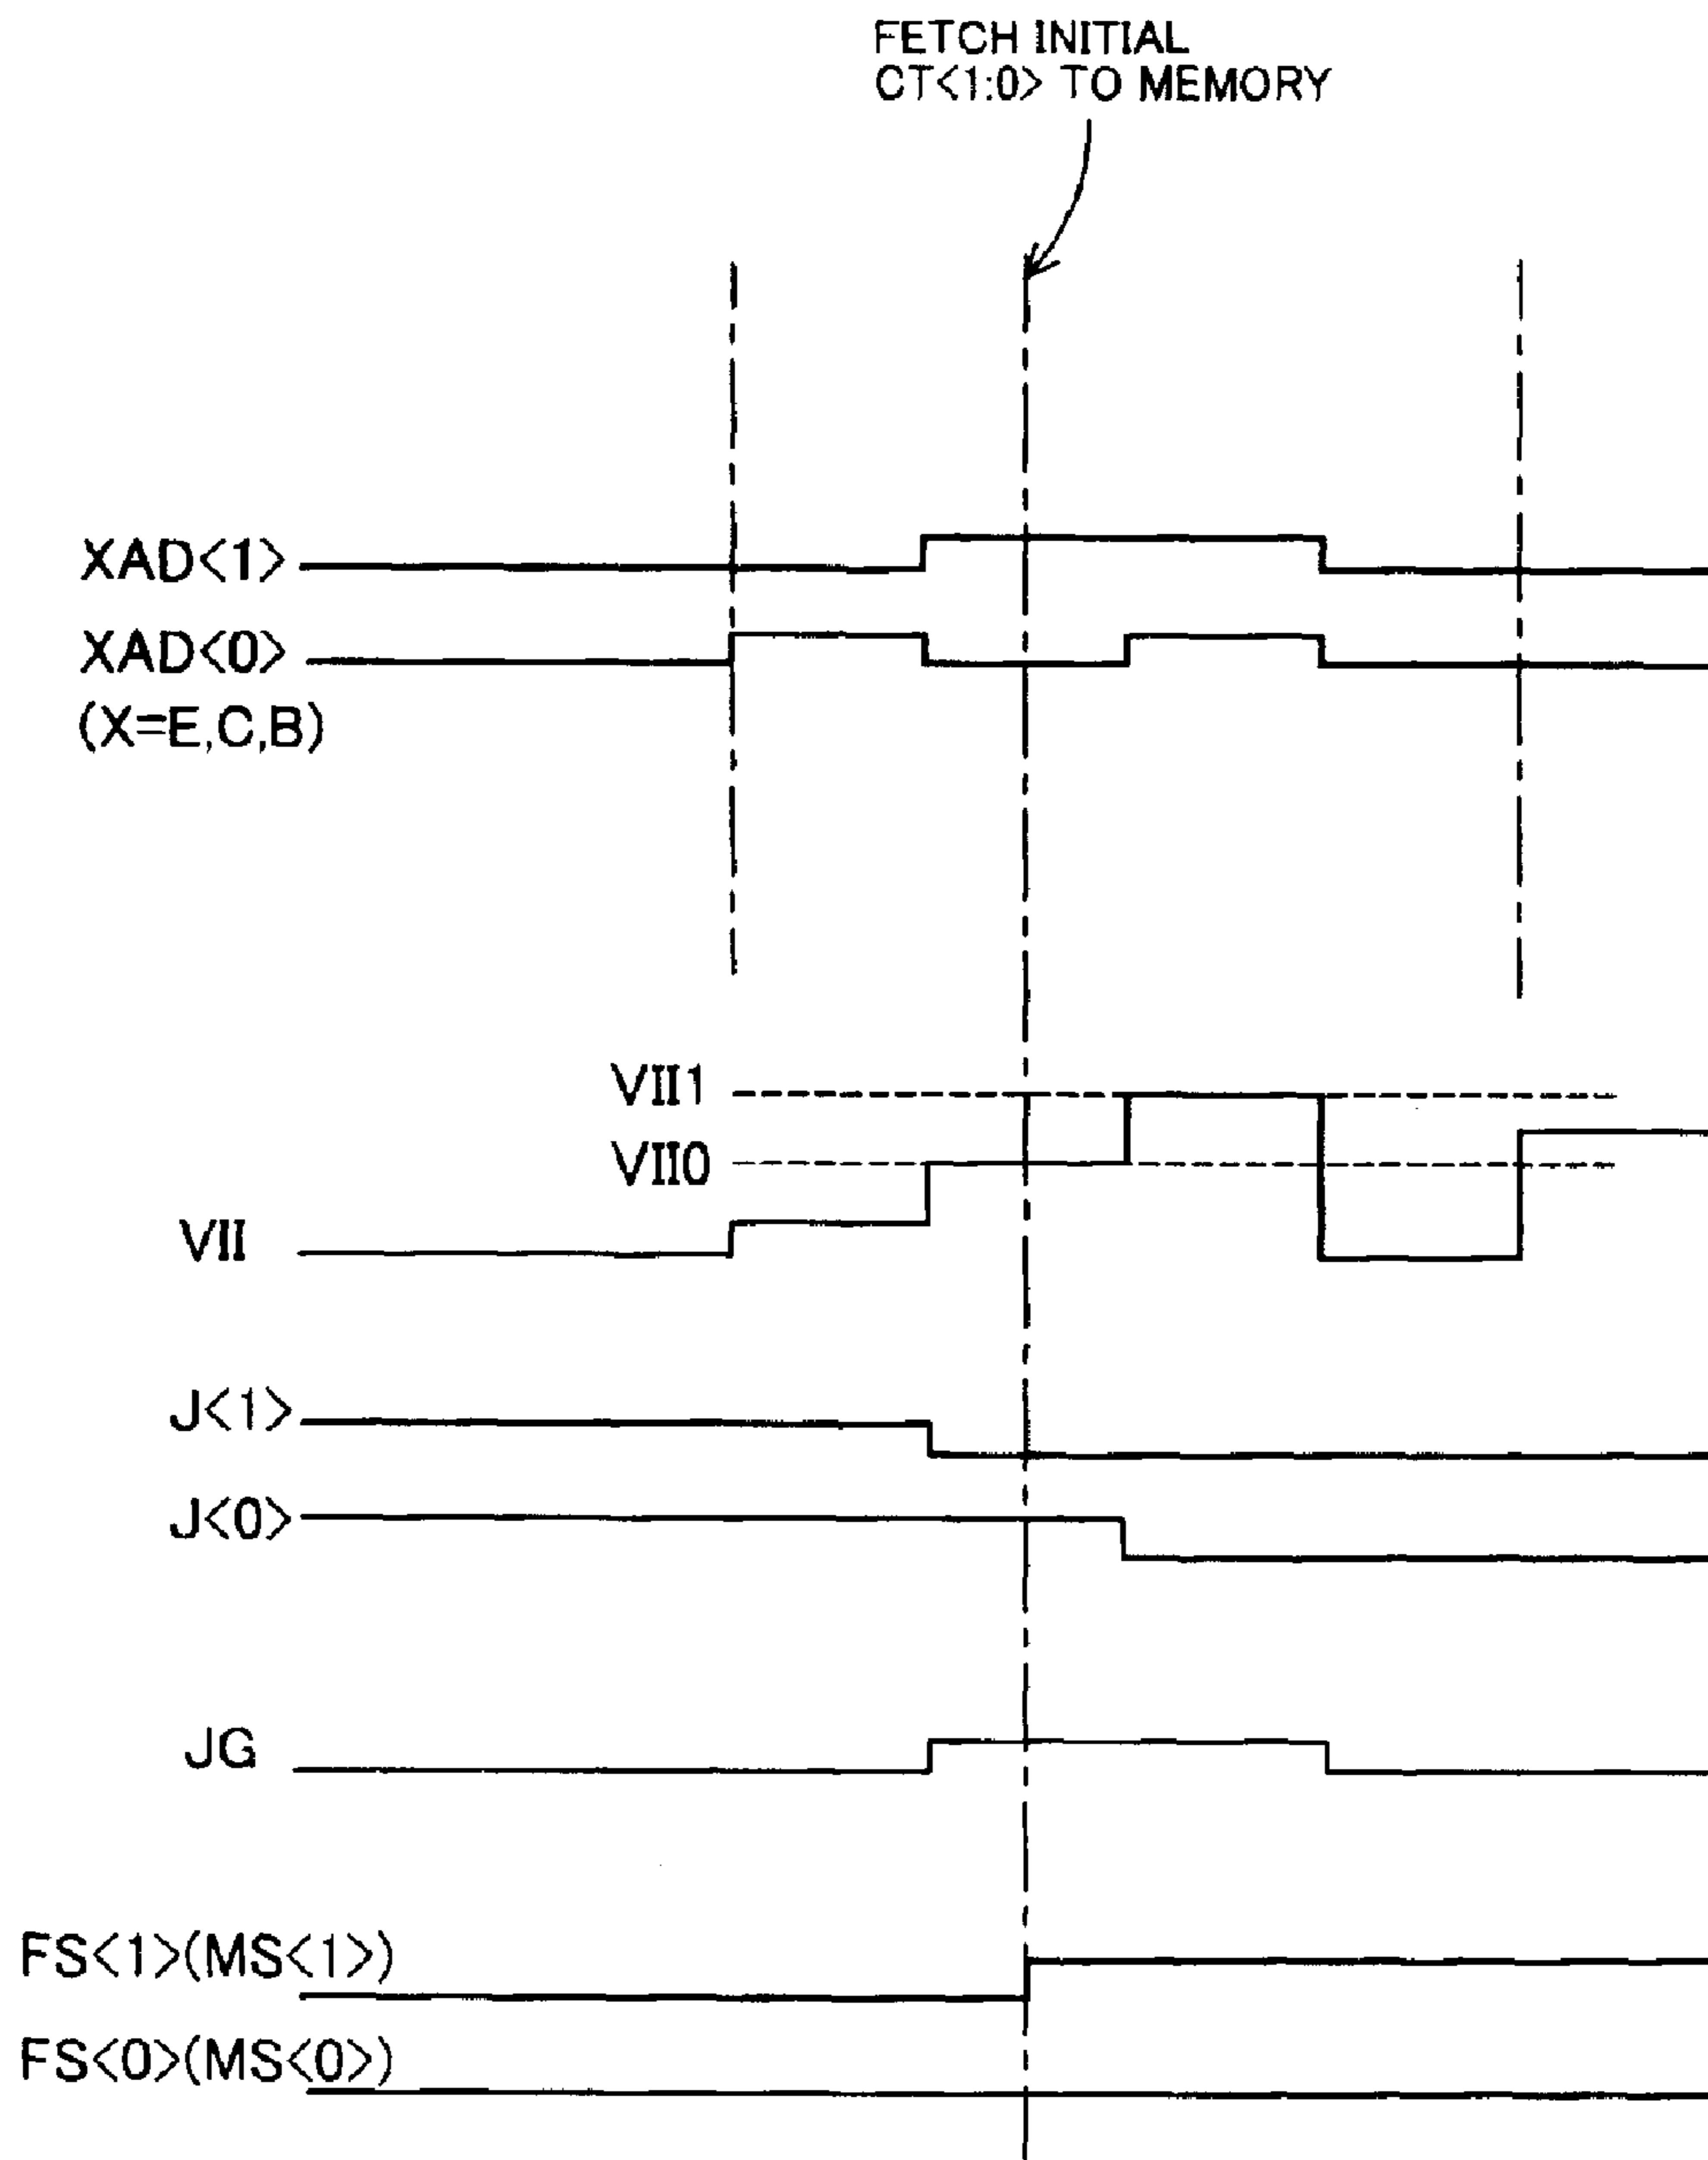 FETCH INITIAL
CT<1:0> TO MEMORY
XAD<1>
XAD<0>
(X=E,C,B)
VII1
VII0
VII
J<1>
J<0>
JG
FS<1>(MS<1>)
FS<0>(MS<0>)